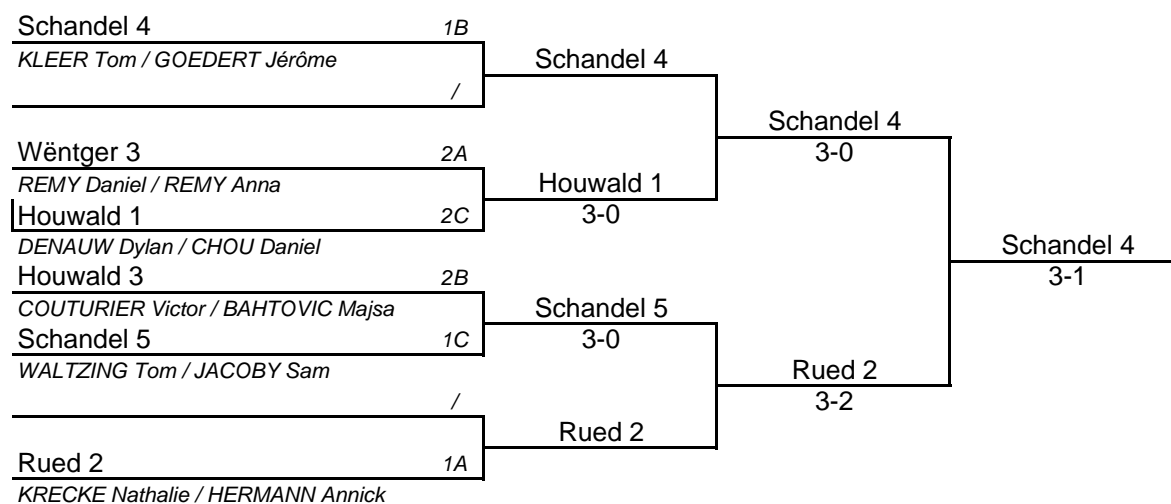 Schandel 4 1B
KLEER Tom / GOEDERT Jérôme
Schandel 4
/
Schandel 4
3-0
Wëntger 3 2A
REMY Daniel / REMY Anna
Houwald 1
3-0
Houwald 1 2C
DENAUW Dylan / CHOU Daniel
Schandel 4
3-1
Houwald 3 2B
COUTURIER Victor / BAHTOVIC Majsa
Schandel 5
3-0
Schandel 5 1C
WALTZING Tom / JACOBY Sam
Rued 2
3-2
/
Rued 2
Rued 2 1A
KRECKE Nathalie / HERMANN Annick